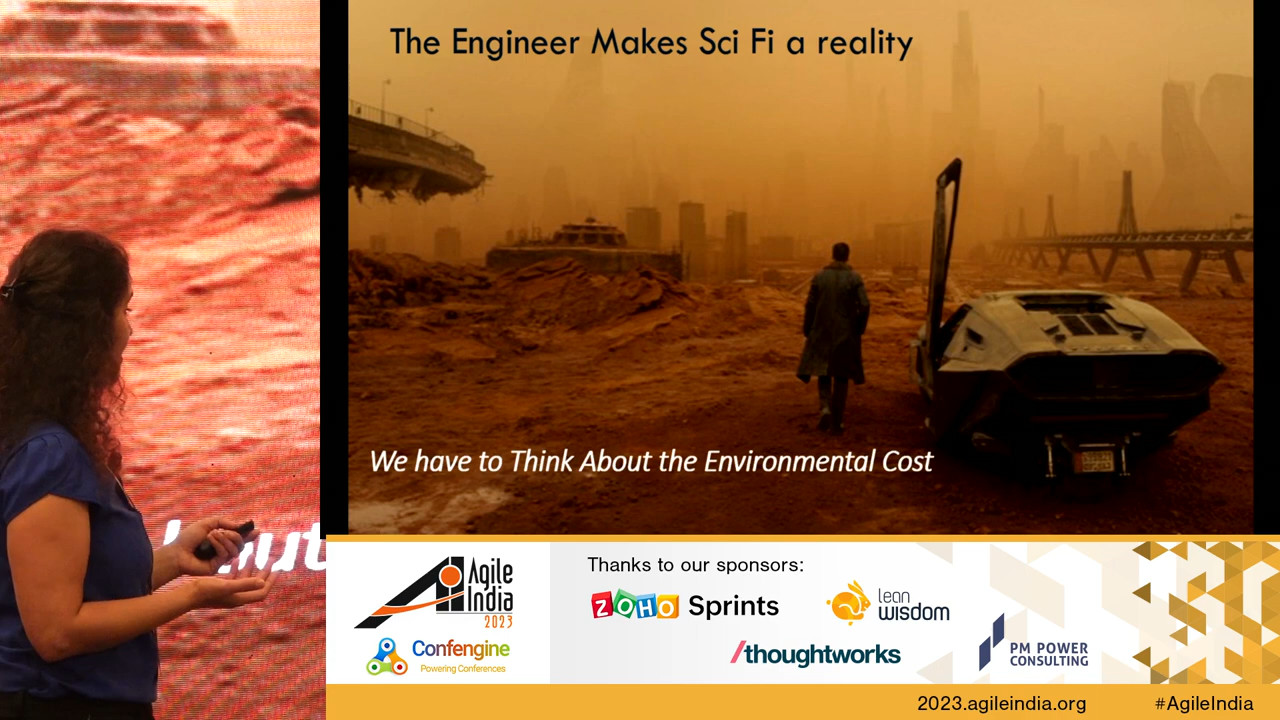 The Engineer Makes Sci Fi a reality
We have to Think About the Environmental Cost
out
Agile
India
2023
Confengine
Powering Conferences
Thanks to our sponsors:
ZOHO Sprints
lean
wisdom
/thoughtworks
PM POWER
CONSULTING
2023.agileindia.org
#AgileIndia